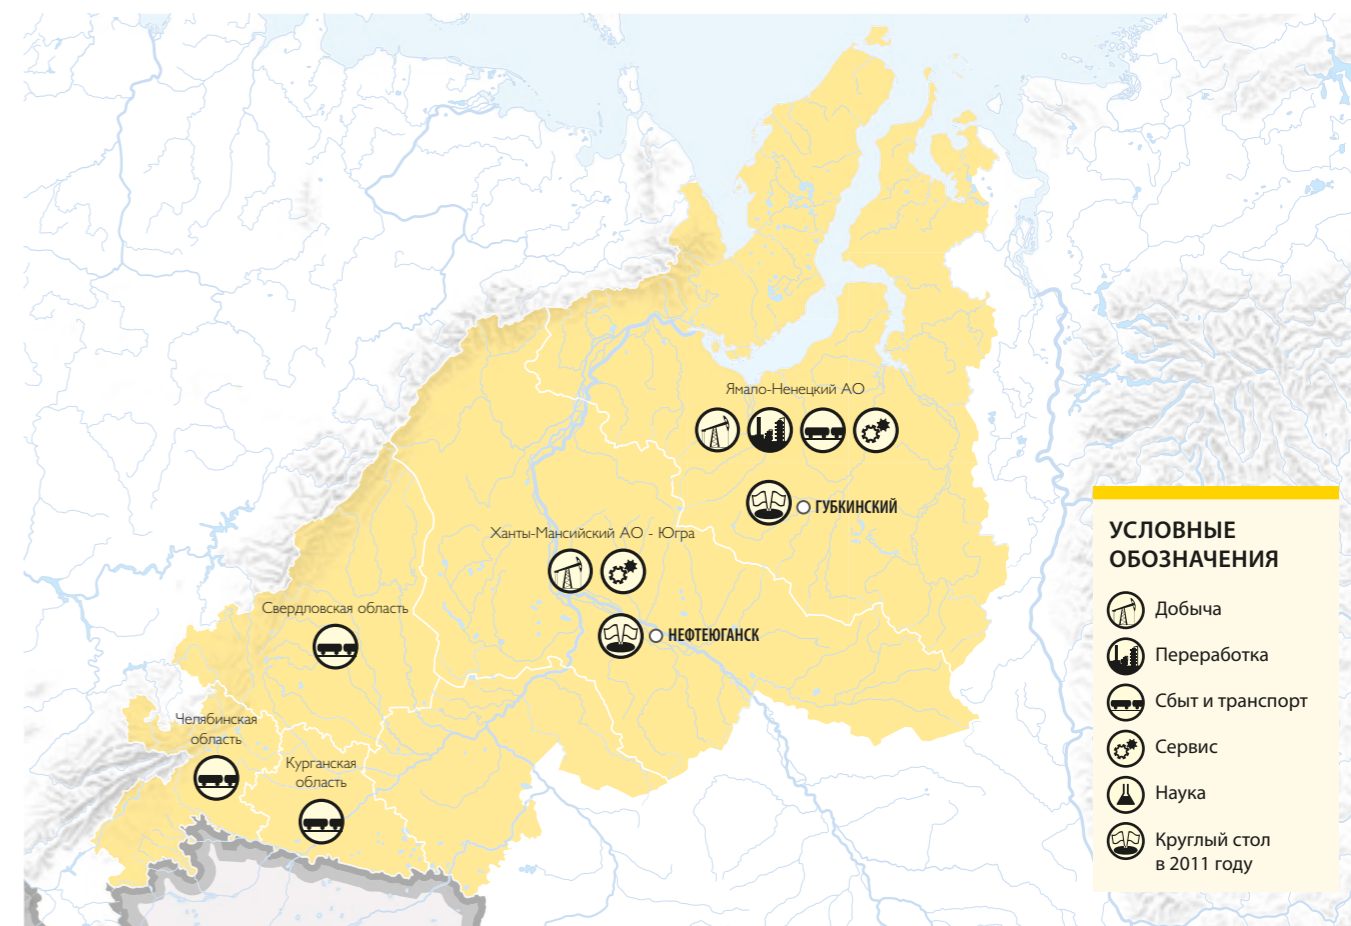 Ямало-Ненецкий АО
ГУБКИНСКИЙ
Ханты-Мансийский АО - Югра
НЕФТЕЮГАНСК
Свердловская область
Челябинская
область
Курганская
область
УСЛОВНЫЕ
ОБОЗНАЧЕНИЯ
Добыча
Переработка
Сбыт и транспорт
Сервис
Наука
Круглый стол
в 2011 году